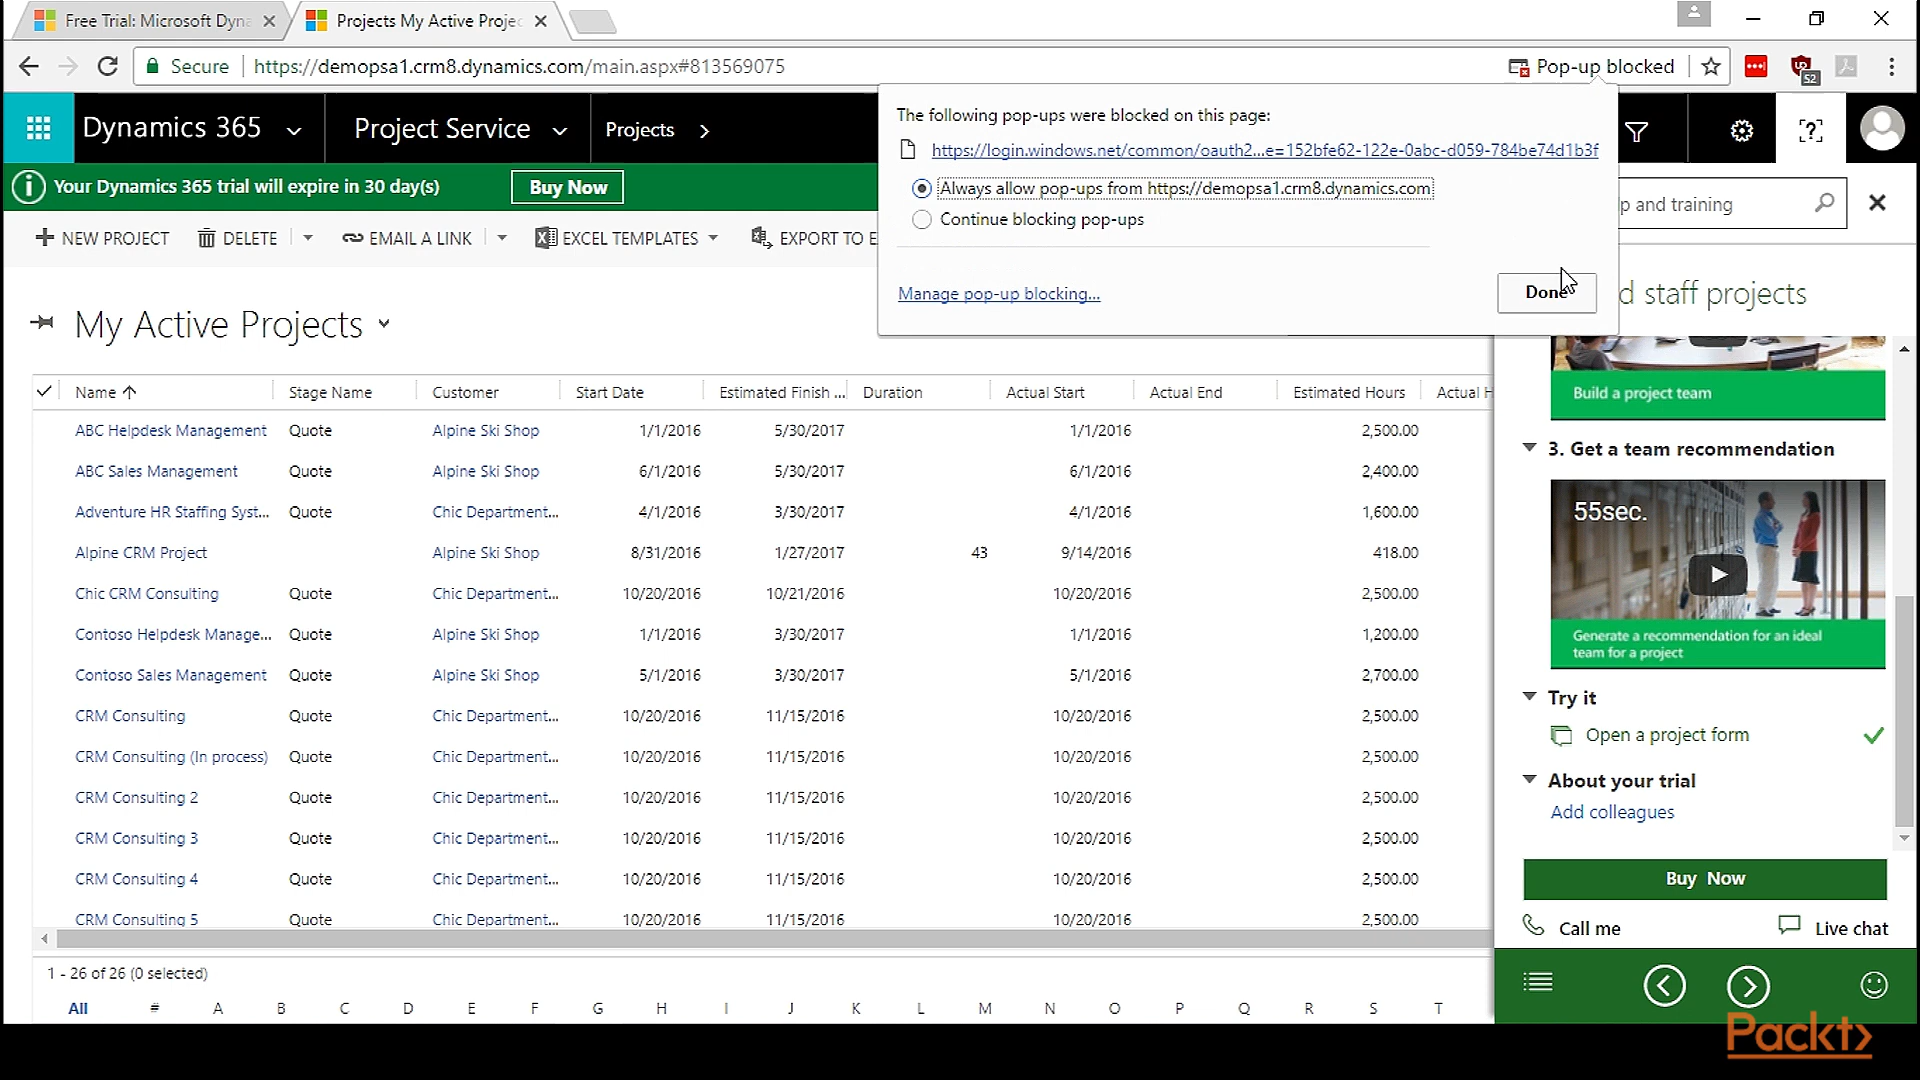 Free Trial: Microsoft Dyna
Projects My Active Projec
Secure
https://demopsa1.crm8.dynamics.com/main.aspx#813569075
Pop-up blocked
52
Dynamics 365
Project Service
Projects
The following pop-ups were blocked on this page:
https://login.windows.net/common/oauth2...e=152bfe62-122e-0abc-d059-784be74d1b3f
Always allow pop-ups from https://demopsa1.crm8.dynamics.com
Continue blocking pop-ups
Manage pop-up blocking...
Done
Your Dynamics 365 trial will expire in 30 day(s)
Buy Now
p and training
NEW PROJECT
DELETE
EMAIL A LINK
EXCEL TEMPLATES
EXPORT TO E
d staff projects
My Active Projects
Name Stage Name Customer Start Date Estimated Finish ... Duration Actual Start Actual End Estimated Hours Actual H
ABC Helpdesk Management Quote Alpine Ski Shop 1/1/2016 5/30/2017 1/1/2016 2,500.00
ABC Sales Management Quote Alpine Ski Shop 6/1/2016 5/30/2017 6/1/2016 2,400.00
Adventure HR Staffing Syst... Quote Chic Department... 4/1/2016 3/30/2017 4/1/2016 1,600.00
Alpine CRM Project Alpine Ski Shop 8/31/2016 1/27/2017 43 9/14/2016 418.00
Chic CRM Consulting Quote Chic Department... 10/20/2016 10/21/2016 10/20/2016 2,500.00
Contoso Helpdesk Manage... Quote Alpine Ski Shop 1/1/2016 3/30/2017 1/1/2016 1,200.00
Contoso Sales Management Quote Alpine Ski Shop 5/1/2016 3/30/2017 5/1/2016 2,700.00
CRM Consulting Quote Chic Department... 10/20/2016 11/15/2016 10/20/2016 2,500.00
CRM Consulting (In process) Quote Chic Department... 10/20/2016 11/15/2016 10/20/2016 2,500.00
CRM Consulting 2 Quote Chic Department... 10/20/2016 11/15/2016 10/20/2016 2,500.00
CRM Consulting 3 Quote Chic Department... 10/20/2016 11/15/2016 10/20/2016 2,500.00
CRM Consulting 4 Quote Chic Department... 10/20/2016 11/15/2016 10/20/2016 2,500.00
CRM Consulting 5 Quote Chic Department... 10/20/2016 11/15/2016 10/20/2016 2,500.00
1 - 26 of 26 (0 selected)
All # A B C D E F G H I J K L M N O P Q R S T
Build a project team
3. Get a team recommendation
55sec.
Generate a recommendation for an ideal
team for a project
Try it
Open a project form
About your trial
Add colleagues
Buy Now
Call me
Live chat
Packt>